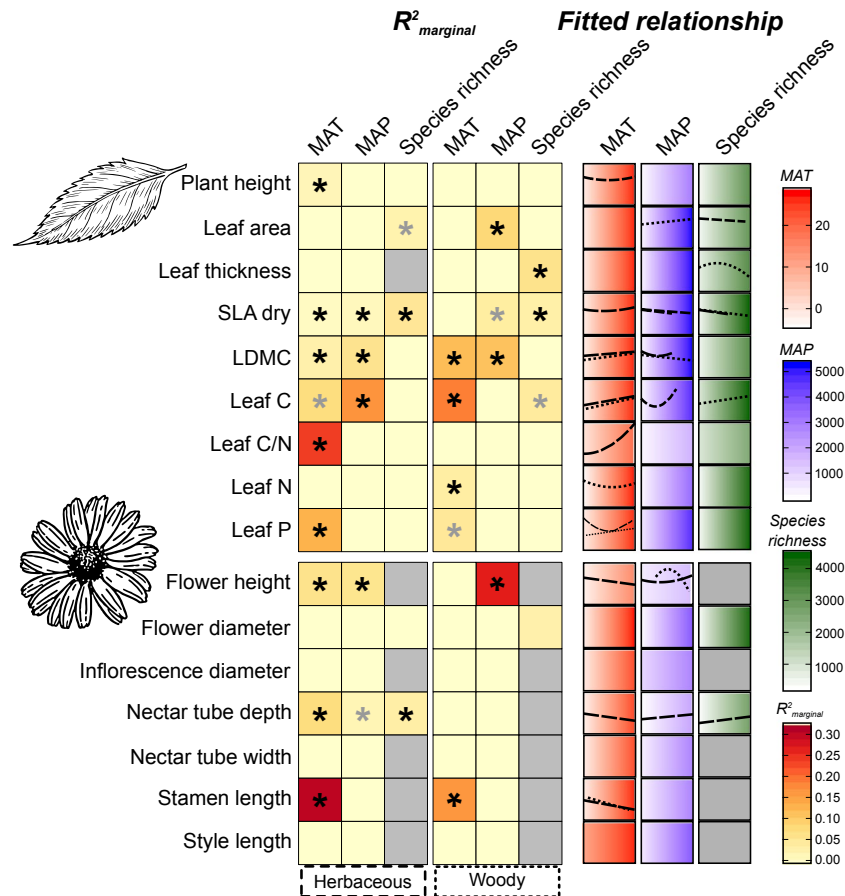 R²marginal
Fitted relationship
MAT
MAP
Species richness
MAT
MAP
Species richness
MAT
MAP
Species richness
Plant height
Leaf area
Leaf thickness
SLA dry
LDMC
Leaf C
Leaf C/N
Leaf N
Leaf P
Flower height
Flower diameter
Inflorescence diameter
Nectar tube depth
Nectar tube width
Stamen length
Style length
Herbaceous
Woody
MAT
20
10
0
MAP
5000
4000
3000
2000
1000
Species
richness
4000
3000
2000
1000
R²marginal
0.30
0.25
0.20
0.15
0.10
0.05
0.00